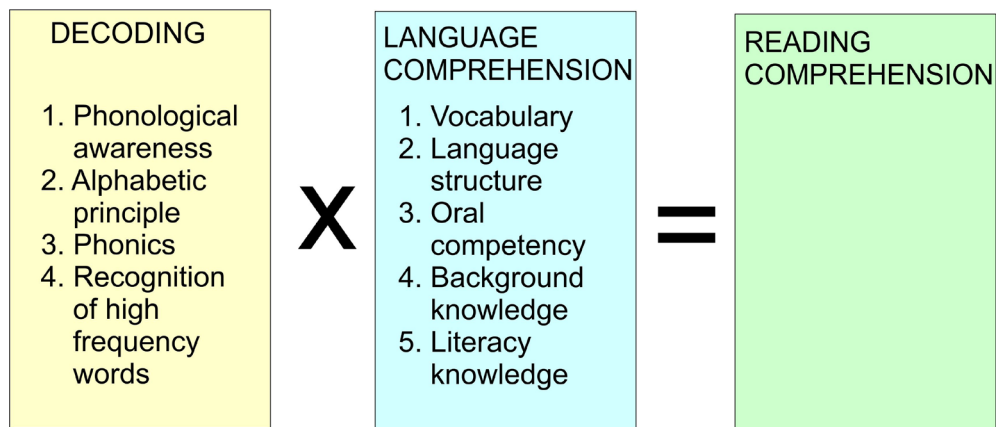 DECODING
1. Phonological
awareness
2. Alphabetic
principle
3. Phonics
4. Recognition
of high
frequency
words
X
LANGUAGE
COMPREHENSION
1. Vocabulary
2. Language
structure
3. Oral
competency
4. Background
knowledge
5. Literacy
knowledge
=
READING
COMPREHENSION